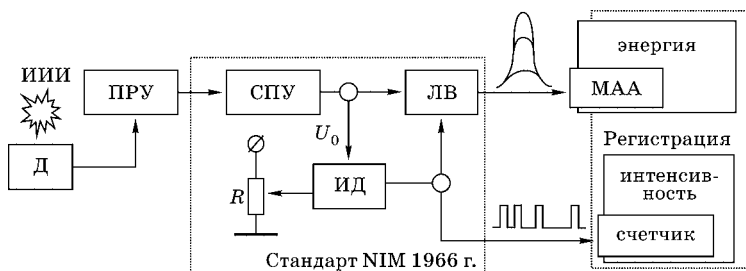 ИИИ
Д
ПРУ
СПУ
U₀
ЛВ
R
ИД
Стандарт NIM 1966 г.
энергия
МАА
Регистрация
интенсив-
ность
счетчик